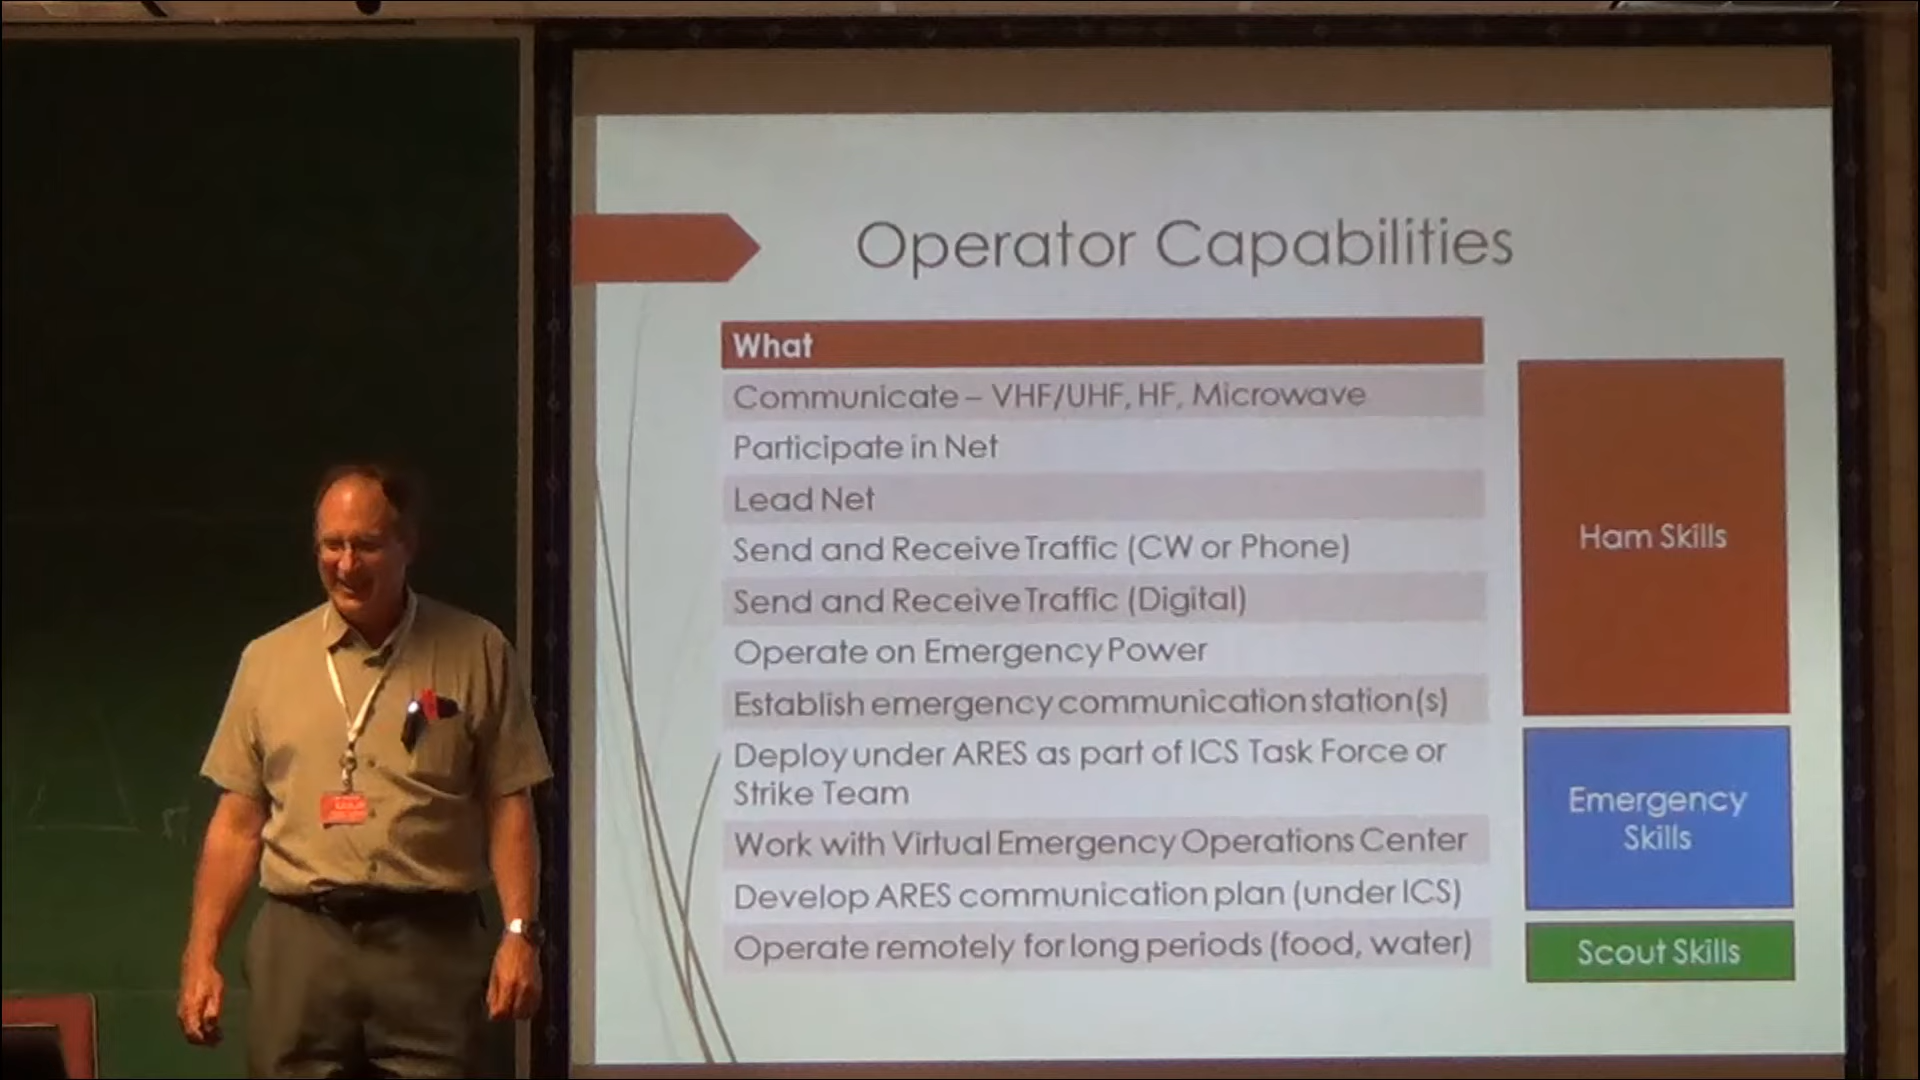 Operator Capabilities
What
Communicate – VHF/UHF, HF, Microwave
Participate in Net
Lead Net
Send and Receive Traffic (CW or Phone)
Send and Receive Traffic (Digital)
Operate on Emergency Power
Establish emergency communication station(s)
Deploy under ARES as part of ICS Task Force or
Strike Team
Work with Virtual Emergency Operations Center
Develop ARES communication plan (under ICS)
Operate remotely for long periods (food, water)
Ham Skills
Emergency
Skills
Scout Skills